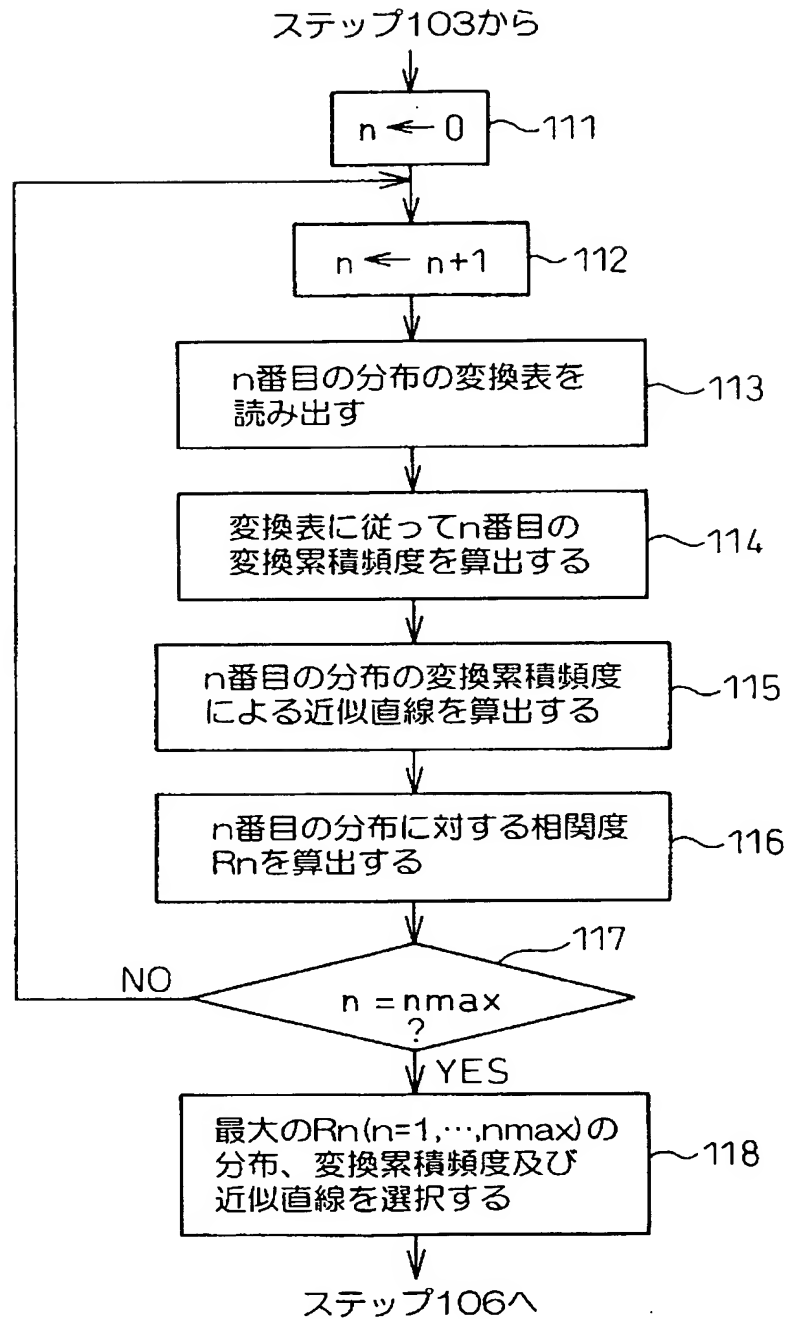 ステップ103から
n ← 0
111
n ← n+1
112
n番目の分布の変換表を
読み出す
113
変換表に従ってn番目の
変換累積頻度を算出する
114
n番目の分布の変換累積頻度
による近似直線を算出する
115
n番目の分布に対する相関度
Rnを算出する
116
117
NO
n = nmax
?
YES
最大のRn(n=1,…,nmax)の
分布、変換累積頻度及び
近似直線を選択する
118
ステップ106へ